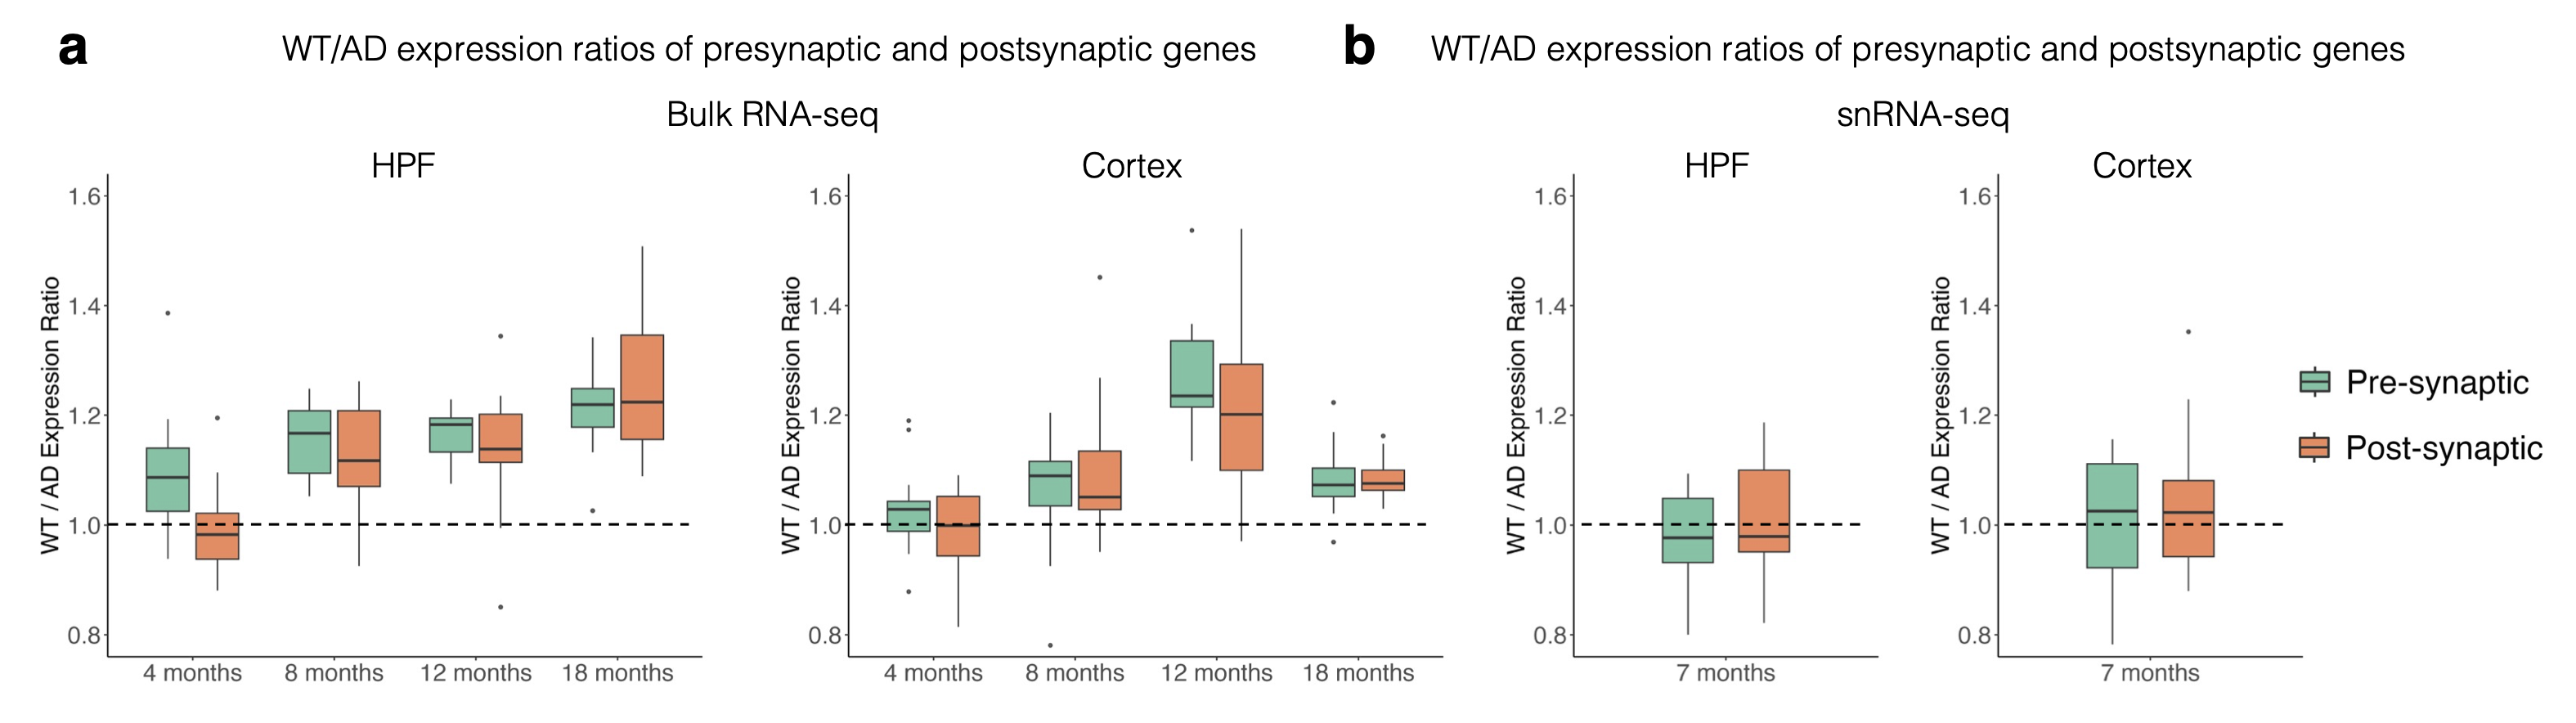 a
WT/AD expression ratios of presynaptic and postsynaptic genes
Bulk RNA-seq
HPF
WT / AD Expression Ratio
1.6
1.4
1.2
1.0
0.8
4 months
8 months
12 months
18 months
Cortex
WT / AD Expression Ratio
1.6
1.4
1.2
1.0
0.8
4 months
8 months
12 months
18 months
b
WT/AD expression ratios of presynaptic and postsynaptic genes
snRNA-seq
HPF
WT / AD Expression Ratio
1.6
1.4
1.2
1.0
0.8
7 months
Cortex
WT / AD Expression Ratio
1.6
1.4
1.2
1.0
0.8
7 months
Pre-synaptic
Post-synaptic